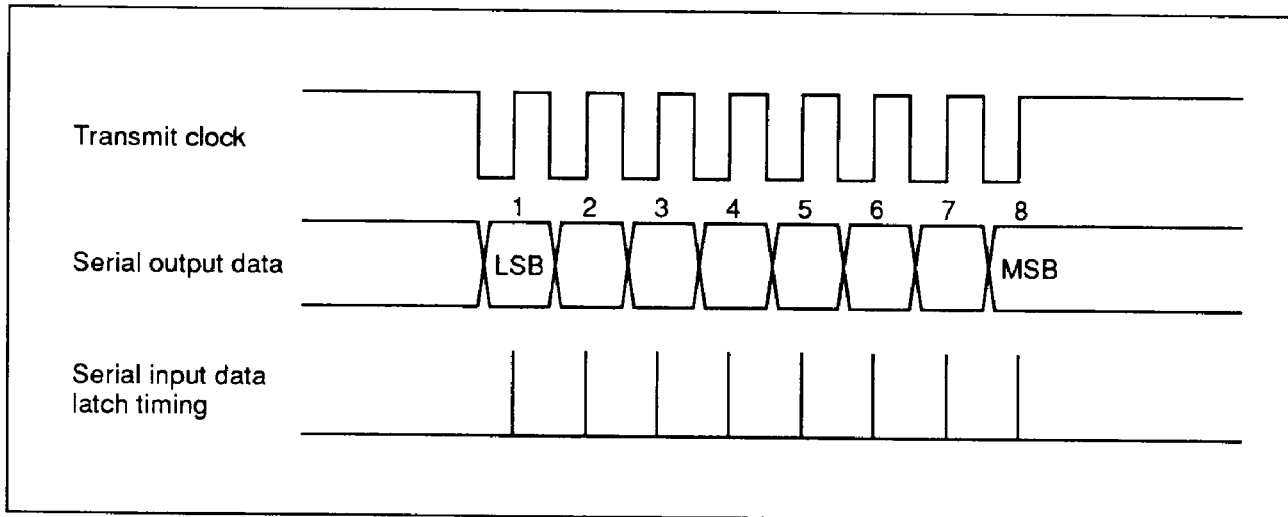 Transmit clock
1 2 3 4 5 6 7 8
Serial output data
LSB
MSB
Serial input data
latch timing